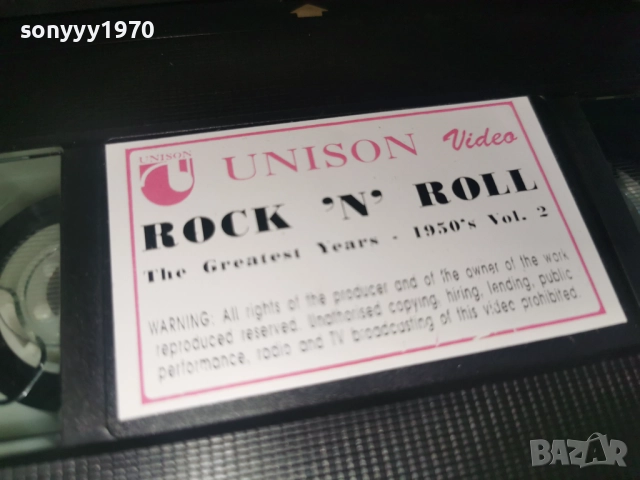 sonyyy1970
UNISON
UNISON Video
ROCK 'N' ROLL
The Greatest Years - 1950's Vol. 2
WARNING: All rights of the producer and of the owner of the work
reproduced reserved. Unauthorised copying, hiring, lending, public
performance, radio and TV broadcasting of this video prohibited.
BAZAR